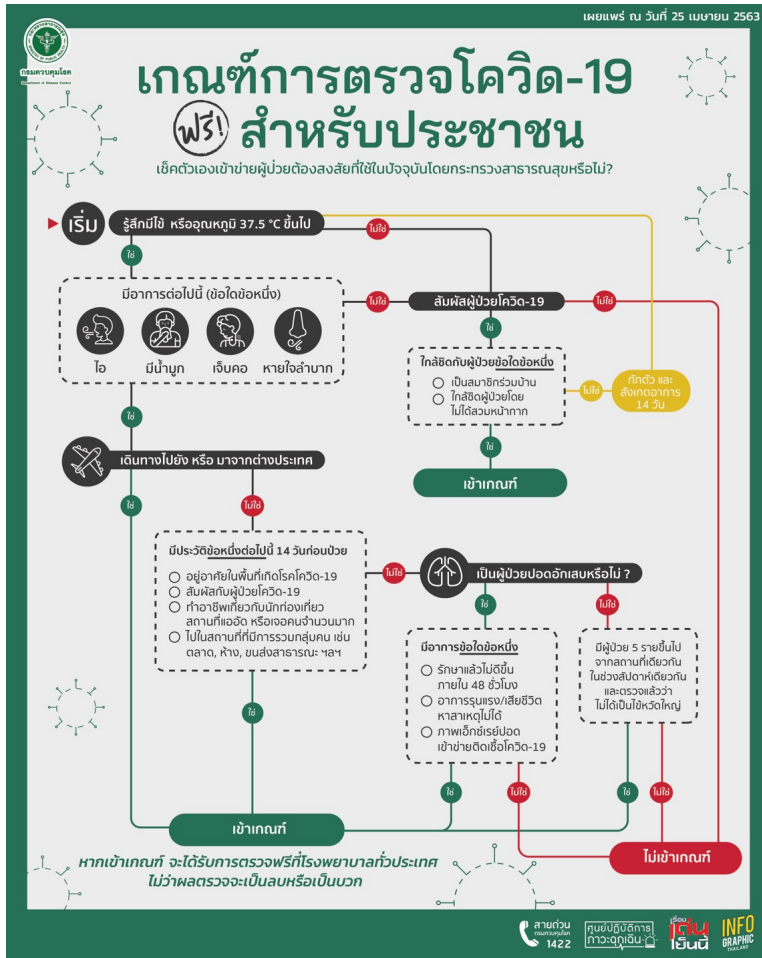 เผยแพร่ ณ วันที่ 25 เมษายน 2563
กรมควบคุมโรค
Department of Disease Control
เกณฑ์การตรวจโควิด-19
ฟรี! สำหรับประชาชน
เช็คตัวเองเข้าข่ายผู้ป่วยต้องสงสัยที่ใช้ในปัจจุบันโดยกระทรวงสาธารณสุขหรือไม่?
เริ่ม
รู้สึกมีไข้ หรืออุณหภูมิ 37.5 °C ขึ้นไป
ไม่ใช่
ใช่
มีอาการต่อไปนี้ (ข้อใดข้อหนึ่ง)
ไอ
มีน้ำมูก
เจ็บคอ
หายใจลำบาก
ไม่ใช่
สัมผัสผู้ป่วยโควิด-19
ไม่ใช่
ใช่
ใกล้ชิดกับผู้ป่วยข้อใดข้อหนึ่ง
เป็นสมาชิกร่วมบ้าน
ใกล้ชิดผู้ป่วยโดย
ไม่ได้สวมหน้ากาก
ไม่ใช่
กักตัว และ
สังเกตอาการ
14 วัน
ใช่
เข้าเกณฑ์
ใช่
เดินทางไปยัง หรือ มาจากต่างประเทศ
ใช่
ไม่ใช่
มีประวัติข้อหนึ่งต่อไปนี้ 14 วันก่อนป่วย
อยู่อาศัยในพื้นที่เกิดโรคโควิด-19
สัมผัสกับผู้ป่วยโควิด-19
ทำอาชีพเกี่ยวกับนักท่องเที่ยว
สถานที่แออัด หรือเจอคนจำนวนมาก
ไปในสถานที่ที่มีการรวมกลุ่มคน เช่น
ตลาด, ห้าง, ขนส่งสาธารณะ ฯลฯ
ไม่ใช่
เป็นผู้ป่วยปอดอักเสบหรือไม่ ?
ใช่
ไม่ใช่
มีอาการข้อใดข้อหนึ่ง
รักษาแล้วไม่ดีขึ้น
ภายใน 48 ชั่วโมง
อาการรุนแรง/เสียชีวิต
หาสาเหตุไม่ได้
ภาพเอ็กซ์เรย์ปอด
เข้าข่ายติดเชื้อโควิด-19
มีผู้ป่วย 5 รายขึ้นไป
จากสถานที่เดียวกัน
ในช่วงสัปดาห์เดียวกัน
และตรวจแล้วว่า
ไม่ได้เป็นไข้หวัดใหญ่
ใช่
ใช่
ไม่ใช่
ใช่
ไม่ใช่
เข้าเกณฑ์
ไม่เข้าเกณฑ์
หากเข้าเกณฑ์ จะได้รับการตรวจฟรีที่โรงพยาบาลทั่วประเทศ
ไม่ว่าผลตรวจจะเป็นลบหรือเป็นบวก
สายด่วน
กรมควบคุมโรค
1422
ศูนย์ปฏิบัติการ
ภาวะฉุกเฉิน
เรื่อง
เด่น
เย็นนี้
INFO
GRAPHIC
THAILAND